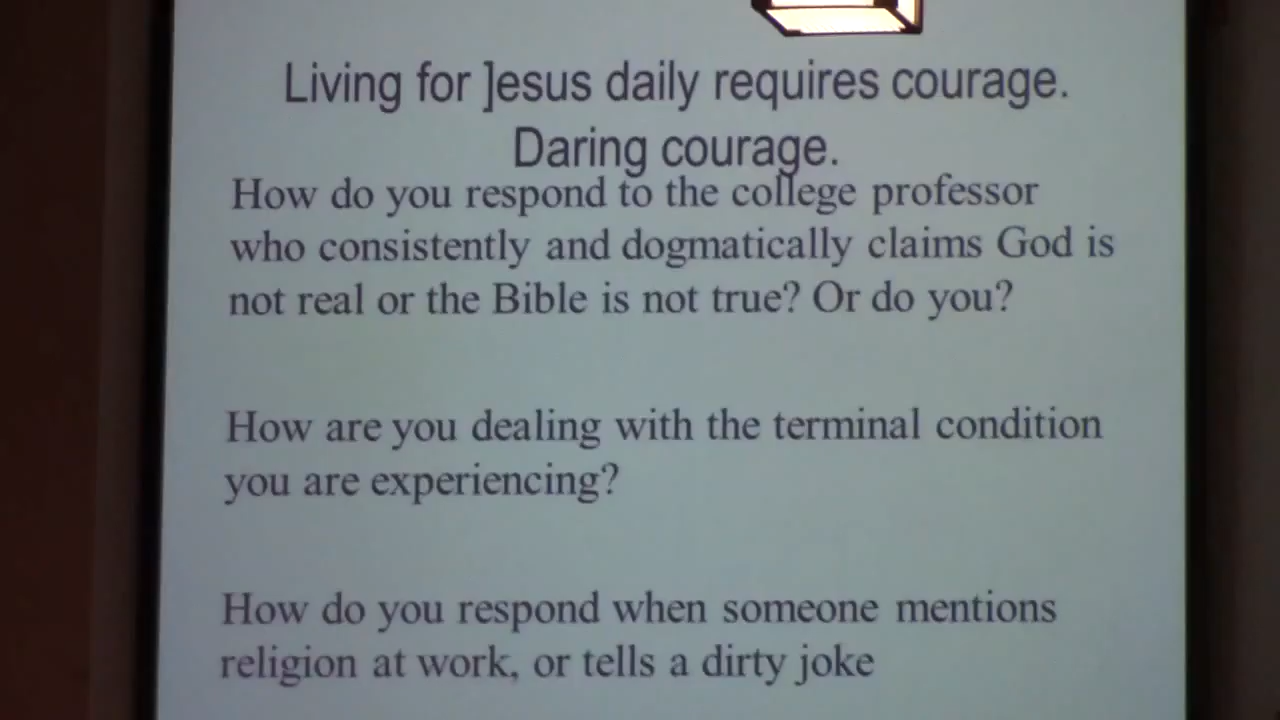 Living for ]esus daily requires courage.
Daring courage.
How do you respond to the college professor
who consistently and dogmatically claims God is
not real or the Bible is not true? Or do you?
How are you dealing with the terminal condition
you are experiencing?
How do you respond when someone mentions
religion at work, or tells a dirty joke